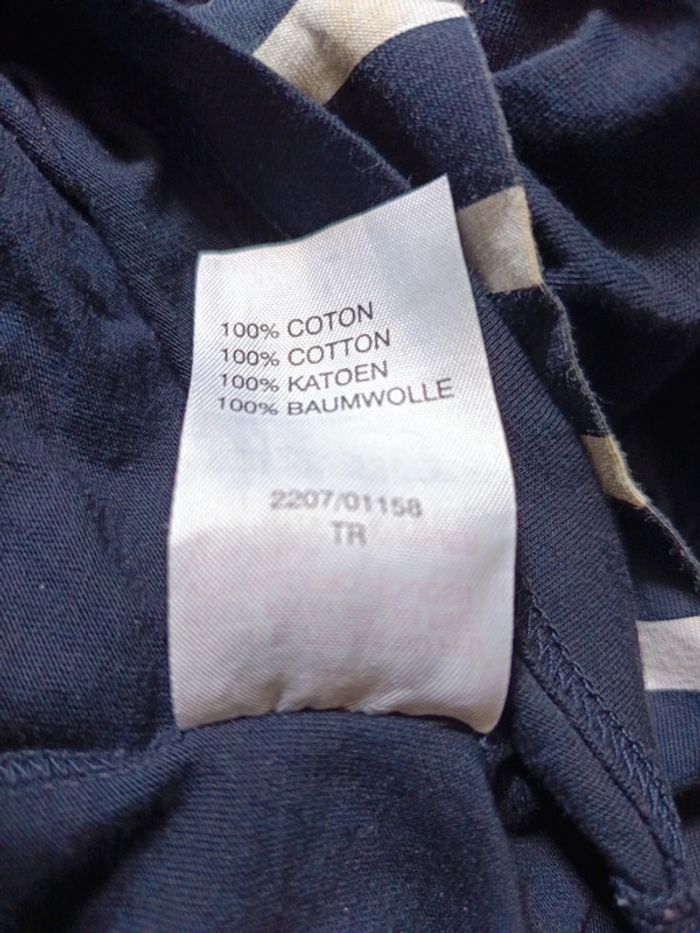 100% COTON
100% COTTON
100% KATOEN
100% BAUMWOLLE
2207/01158
TR